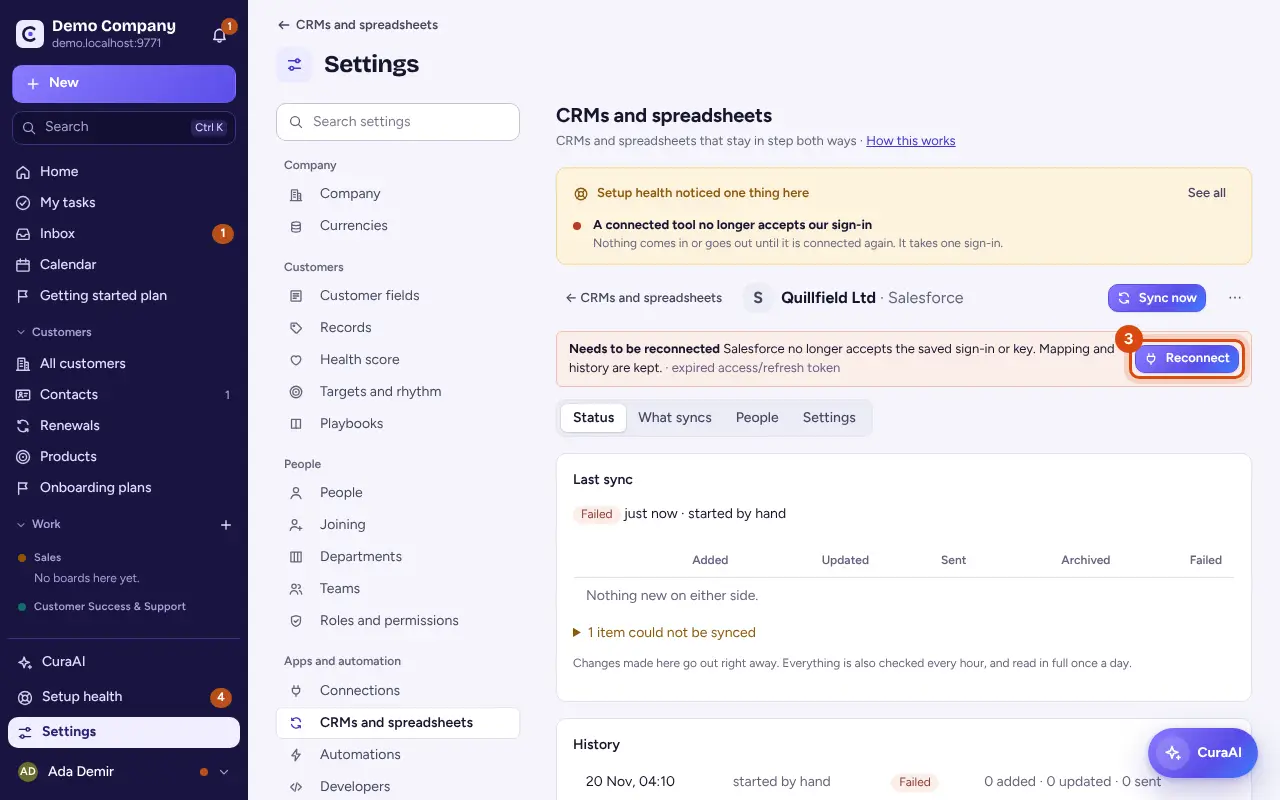 Demo Company
demo.localhost:9771
1
New
Search
Ctrl K
Home
My tasks
Inbox
1
Calendar
Getting started plan
Customers
All customers
Contacts
1
Renewals
Products
Onboarding plans
Work
Sales
No boards here yet.
Customer Success & Support
CuraAI
Setup health
4
Settings
AD
Ada Demir
CRMs and spreadsheets
Settings
Search settings
Company
Company
Currencies
Customers
Customer fields
Records
Health score
Targets and rhythm
Playbooks
People
People
Joining
Departments
Teams
Roles and permissions
Apps and automation
Connections
CRMs and spreadsheets
Automations
Developers
CRMs and spreadsheets
CRMs and spreadsheets that stay in step both ways · How this works
Setup health noticed one thing here
See all
A connected tool no longer accepts our sign-in
Nothing comes in or goes out until it is connected again. It takes one sign-in.
CRMs and spreadsheets
S
Quillfield Ltd · Salesforce
Sync now
3
Needs to be reconnected Salesforce no longer accepts the saved sign-in or key. Mapping and
history are kept. · expired access/refresh token
Reconnect
Status
What syncs
People
Settings
Last sync
Failed just now · started by hand
Added Updated Sent Archived Failed
Nothing new on either side.
1 item could not be synced
Changes made here go out right away. Everything is also checked every hour, and read in full once a day.
History
20 Nov, 04:10 started by hand Failed 0 added · 0 updated · 0 sent
CuraAI